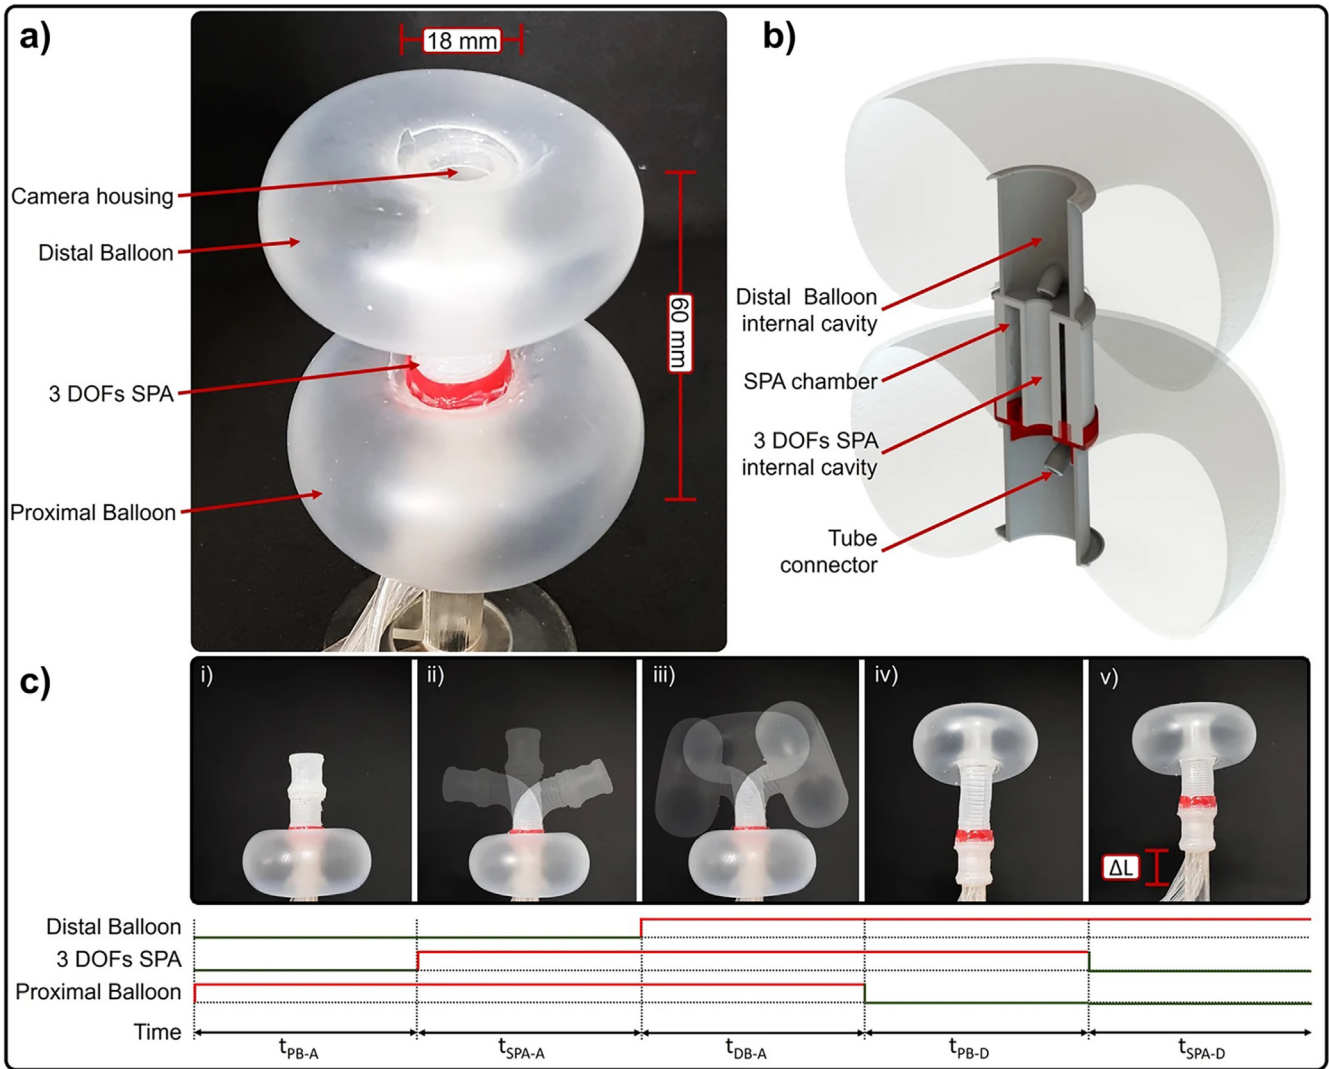 a)
18 mm
Camera housing
Distal Balloon
60 mm
3 DOFs SPA
Proximal Balloon
b)
Distal Balloon
internal cavity
SPA chamber
3 DOFs SPA
internal cavity
Tube
connector
c)
i)
ii)
iii)
iv)
v)
ΔL
Distal Balloon
3 DOFs SPA
Proximal Balloon
Time
tPB-A
tSPA-A
tDB-A
tPB-D
tSPA-D